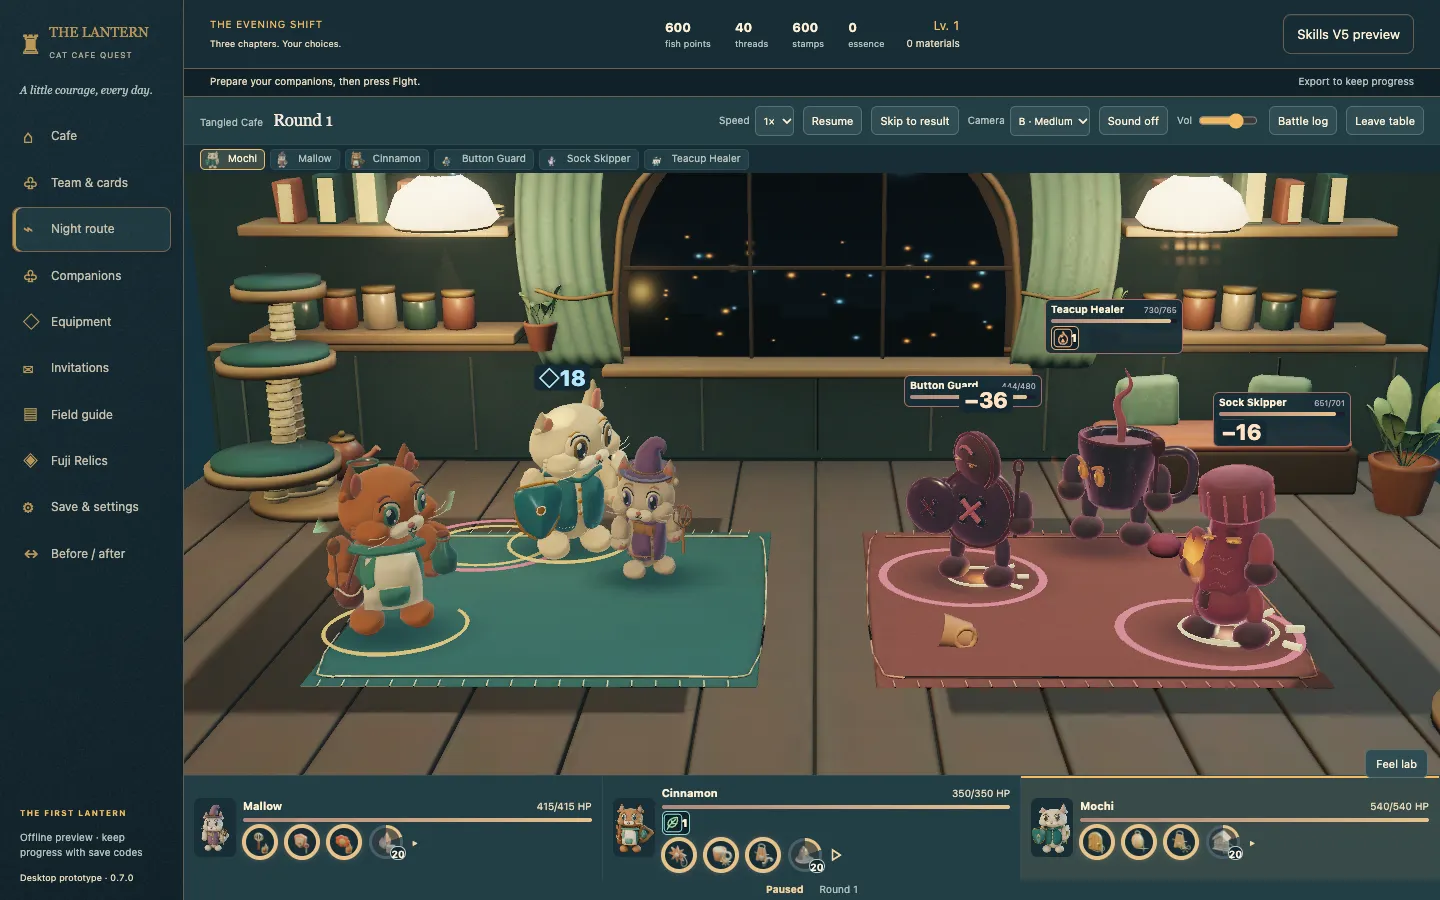 THE LANTERN
CAT CAFE QUEST
A little courage, every day.
Cafe
Team & cards
Night route
Companions
Equipment
Invitations
Field guide
Fuji Relics
Save & settings
Before / after
THE FIRST LANTERN
Offline preview · keep
progress with save codes
Desktop prototype · 0.7.0
THE EVENING SHIFT
Three chapters. Your choices.
600 40 600 0 Lv. 1
fish points threads stamps essence 0 materials
Skills V5 preview
Prepare your companions, then press Fight.
Export to keep progress
Tangled Cafe Round 1
Speed 1x Resume Skip to result Camera B · Medium Sound off Vol Battle log Leave table
Mochi Mallow Cinnamon Button Guard Sock Skipper Teacup Healer
Teacup Healer 730/765
1
18
Button Guard 444/480
−36
Sock Skipper 651/701
−16
Feel lab
Mallow 415/415 HP
20
Cinnamon 350/350 HP
1
20
Mochi 540/540 HP
20
Paused Round 1